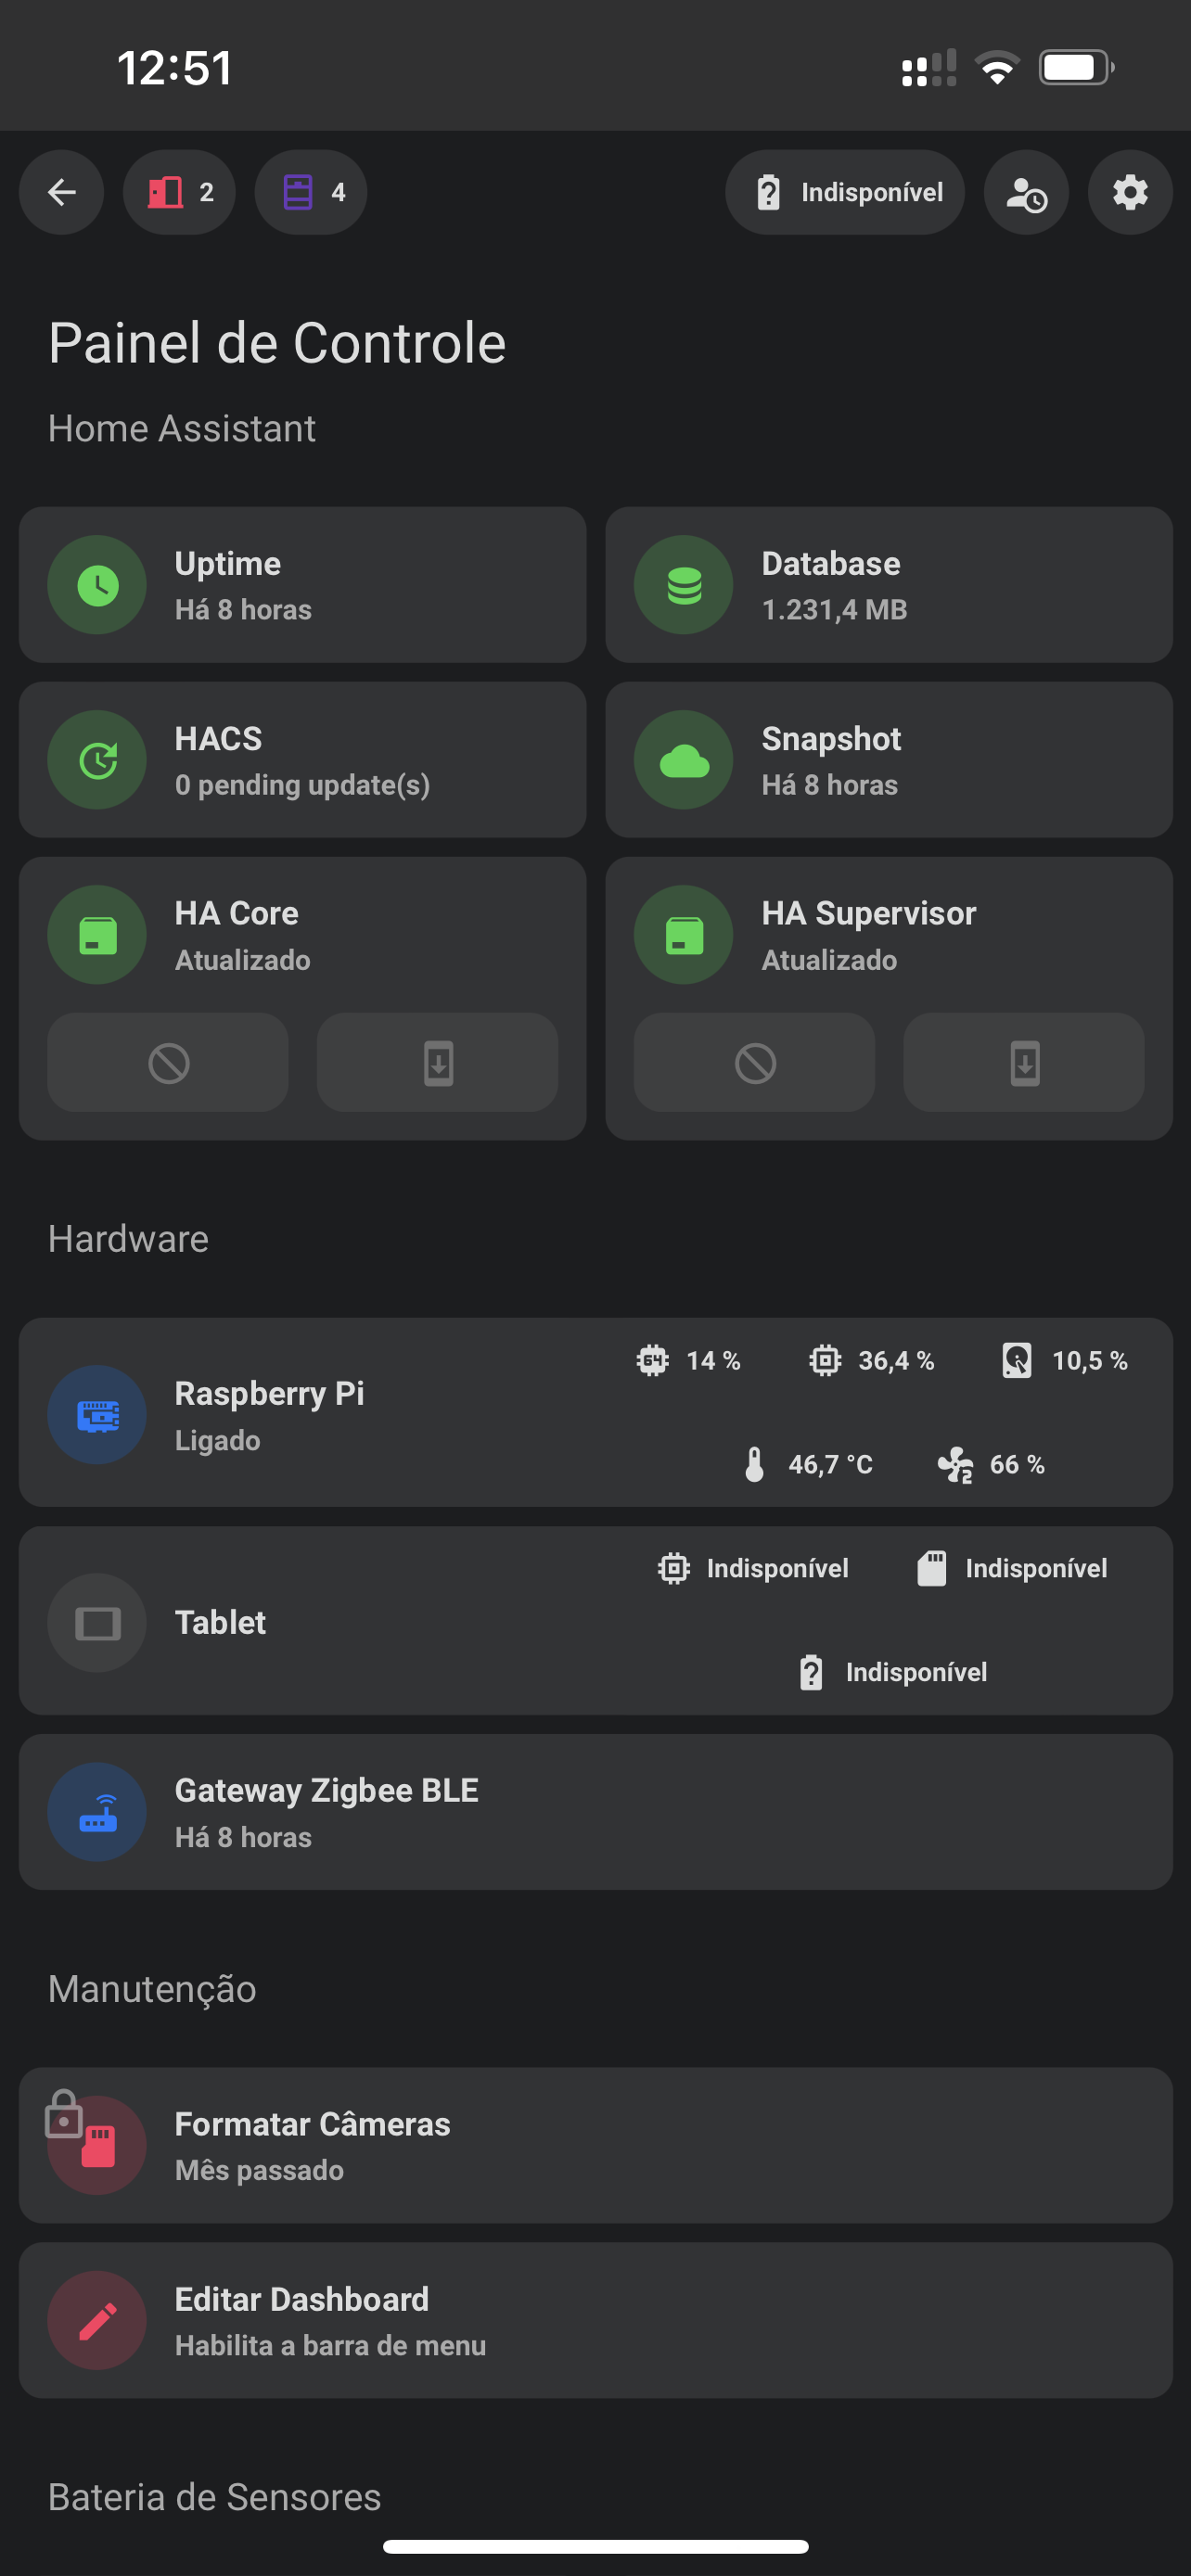 12:51
2
4
Indisponível
Painel de Controle
Home Assistant
Uptime
Há 8 horas
Database
1.231,4 MB
HACS
0 pending update(s)
Snapshot
Há 8 horas
HA Core
Atualizado
HA Supervisor
Atualizado
Hardware
Raspberry Pi
Ligado
64
14 %
36,4 %
10,5 %
46,7 °C
2
66 %
Tablet
Indisponível
Indisponível
Indisponível
Gateway Zigbee BLE
Há 8 horas
Manutenção
Formatar Câmeras
Mês passado
Editar Dashboard
Habilita a barra de menu
Bateria de Sensores